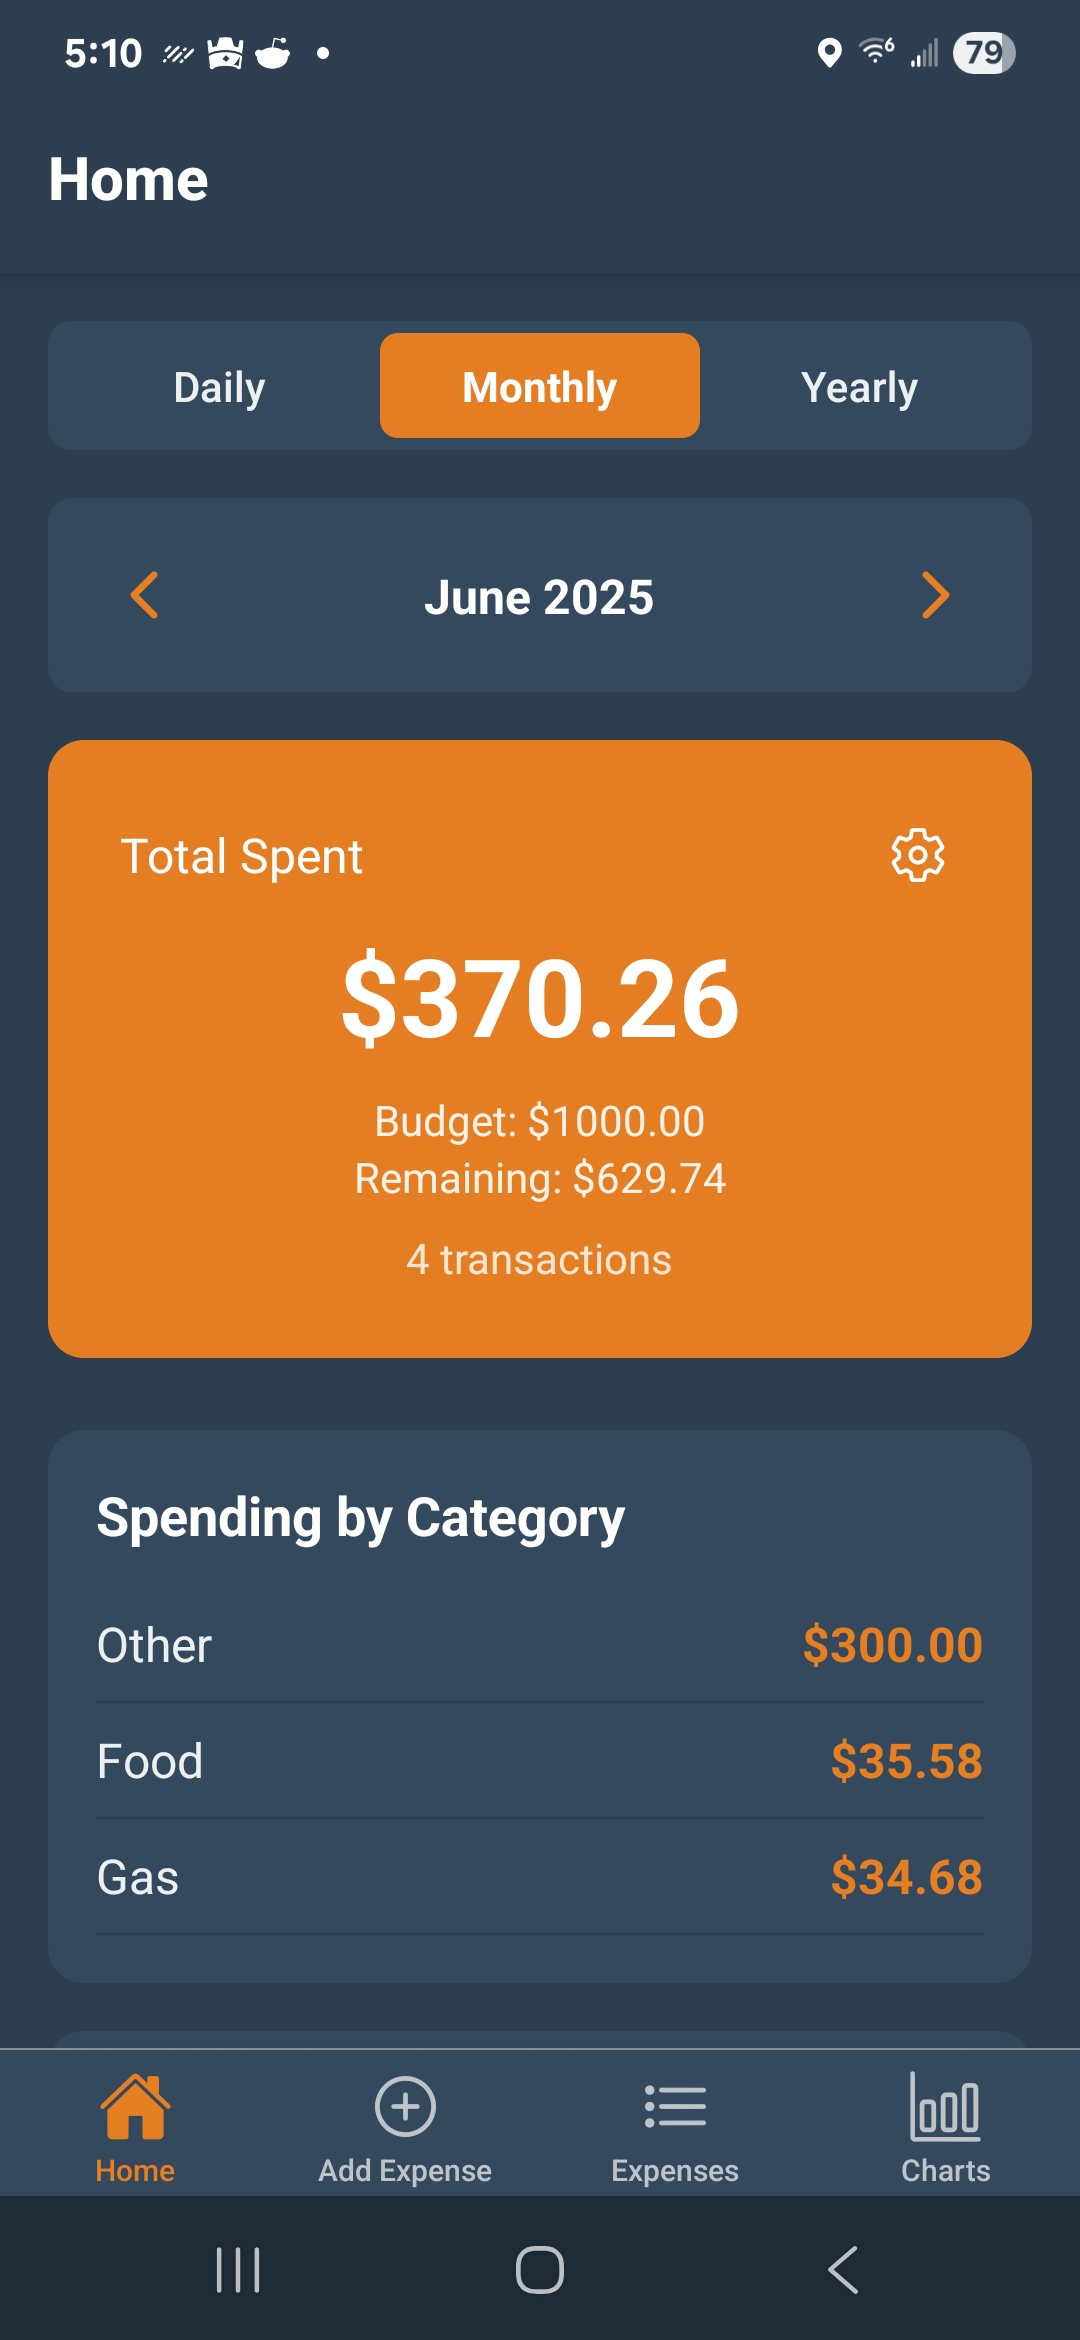 5:10
6
79
Home
Daily Monthly Yearly
June 2025
Total Spent
$370.26
Budget: $1000.00
Remaining: $629.74
4 transactions
Spending by Category
Other $300.00
Food $35.58
Gas $34.68
Home Add Expense Expenses Charts